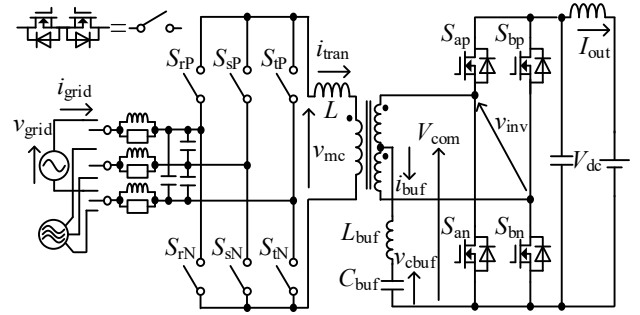 =
S_rP S_sP S_tP
i_tran
S_ap S_bp
I_out
i_grid
L
v_grid
v_mc
V_com
v_inv
V_dc
i_buf
S_rN S_sN S_tN
L_buf
S_an S_bn
C_buf
v_cbuf